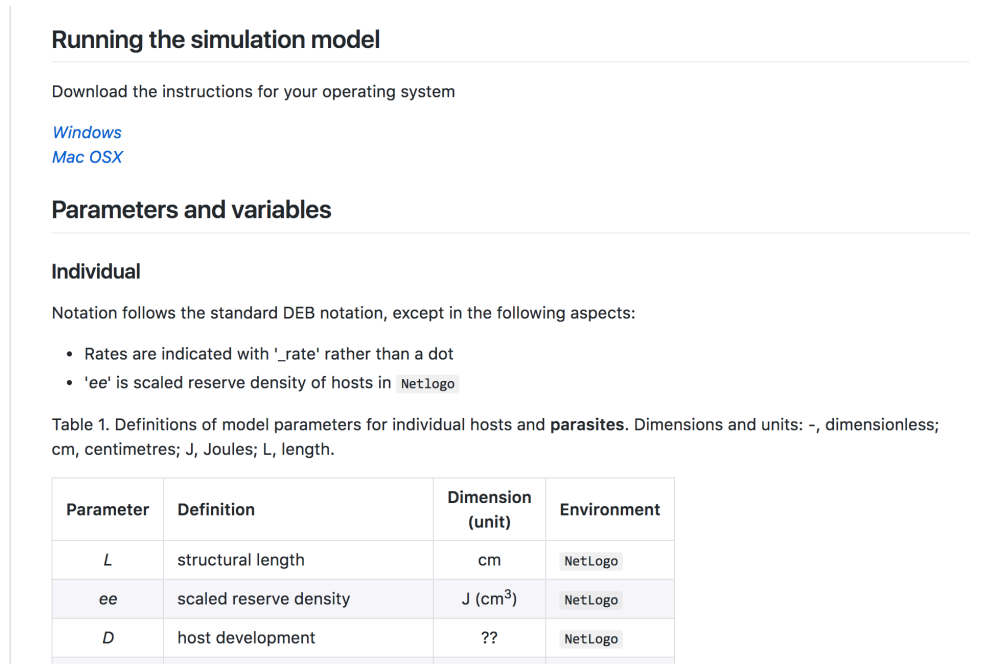 Running the simulation model
Download the instructions for your operating system
Windows
Mac OSX
Parameters and variables
Individual
Notation follows the standard DEB notation, except in the following aspects:
• Rates are indicated with '_rate' rather than a dot
• 'ee' is scaled reserve density of hosts in Netlogo
Table 1. Definitions of model parameters for individual hosts and parasites. Dimensions and units: -, dimensionless;
cm, centimetres; J, Joules; L, length.
Parameter Definition Dimension (unit) Environment
L structural length cm NetLogo
ee scaled reserve density J (cm³) NetLogo
D host development ?? NetLogo